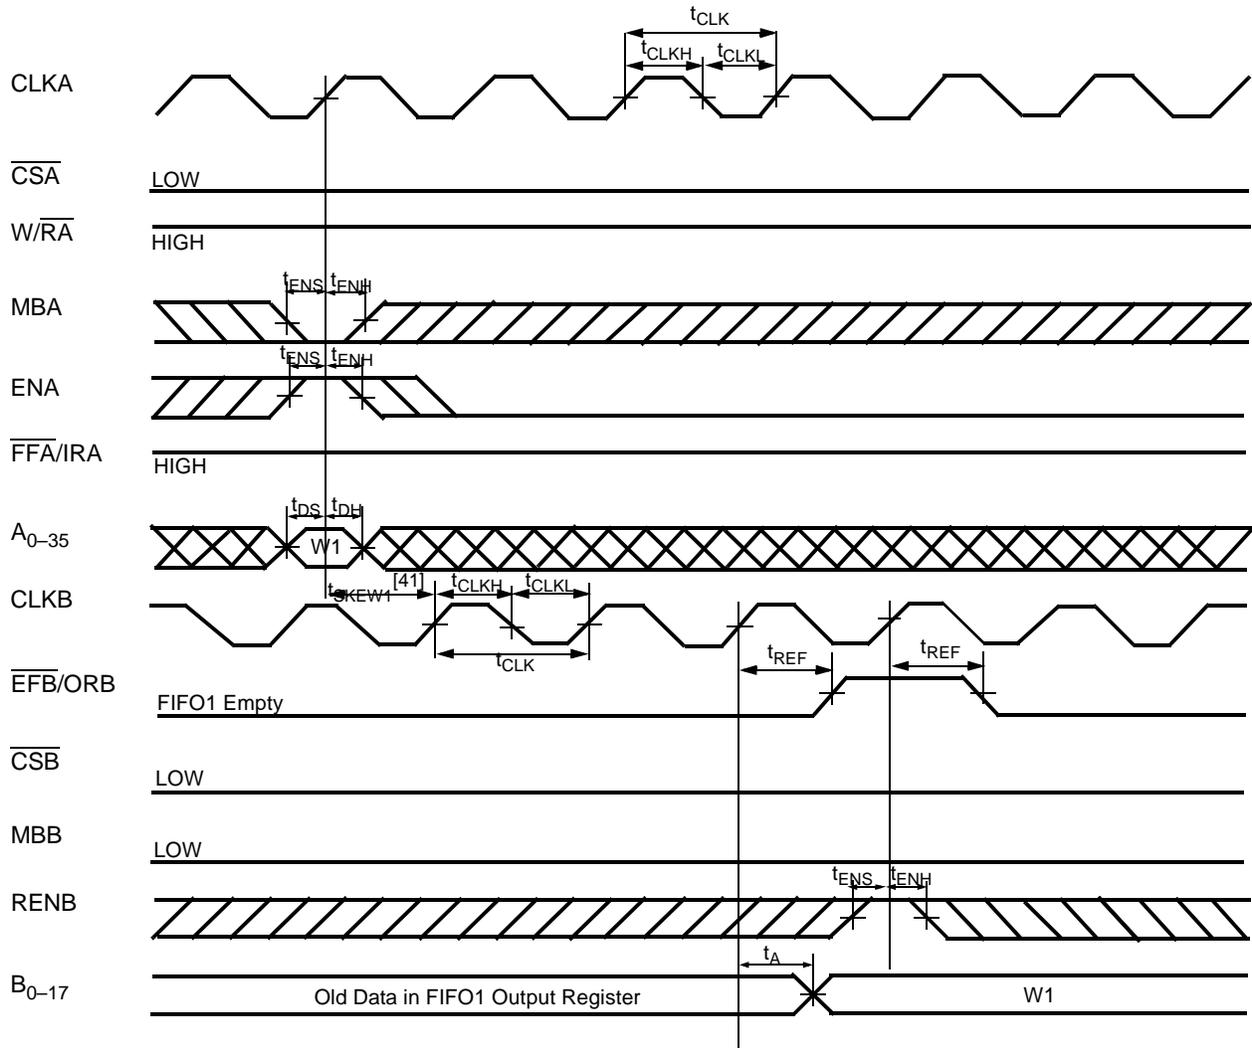 tCLK
tCLKH tCLKL
CLKA
CSA
LOW
W/RA
HIGH
tENS tENH
MBA
tENS tENH
ENA
FFA/IRA
HIGH
tDS tDH
A0–35
W1
tSKEW1 [41] tCLKH tCLKL
CLKB
tCLK
tREF tREF
EFB/ORB
FIFO1 Empty
CSB
LOW
MBB
LOW
tENS tENH
RENB
tA
B0–17
Old Data in FIFO1 Output Register W1